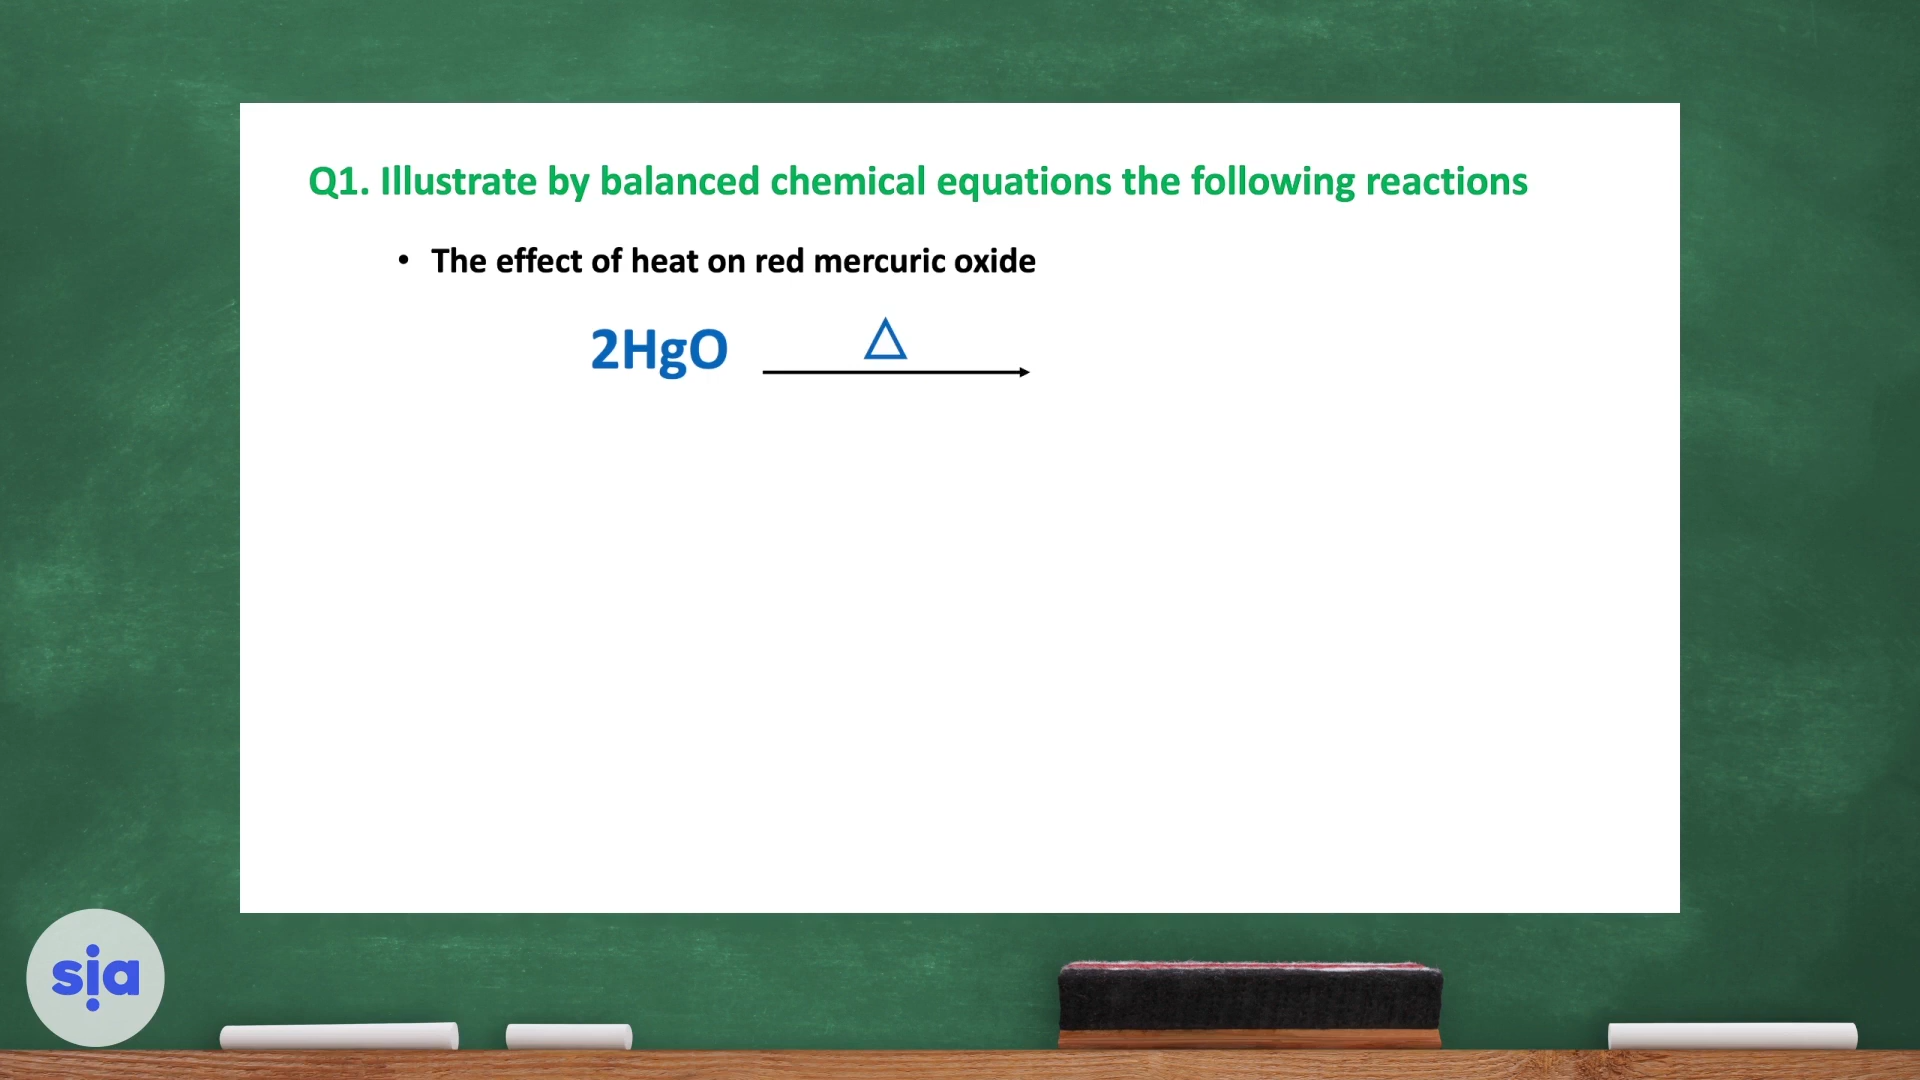 Q1. Illustrate by balanced chemical equations the following reactions
• The effect of heat on red mercuric oxide
△
2HgO ⟶
sia